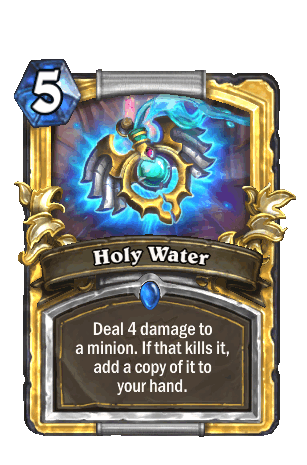 5
Holy Water
Deal 4 damage to
a minion. If that kills it,
add a copy of it to
your hand.